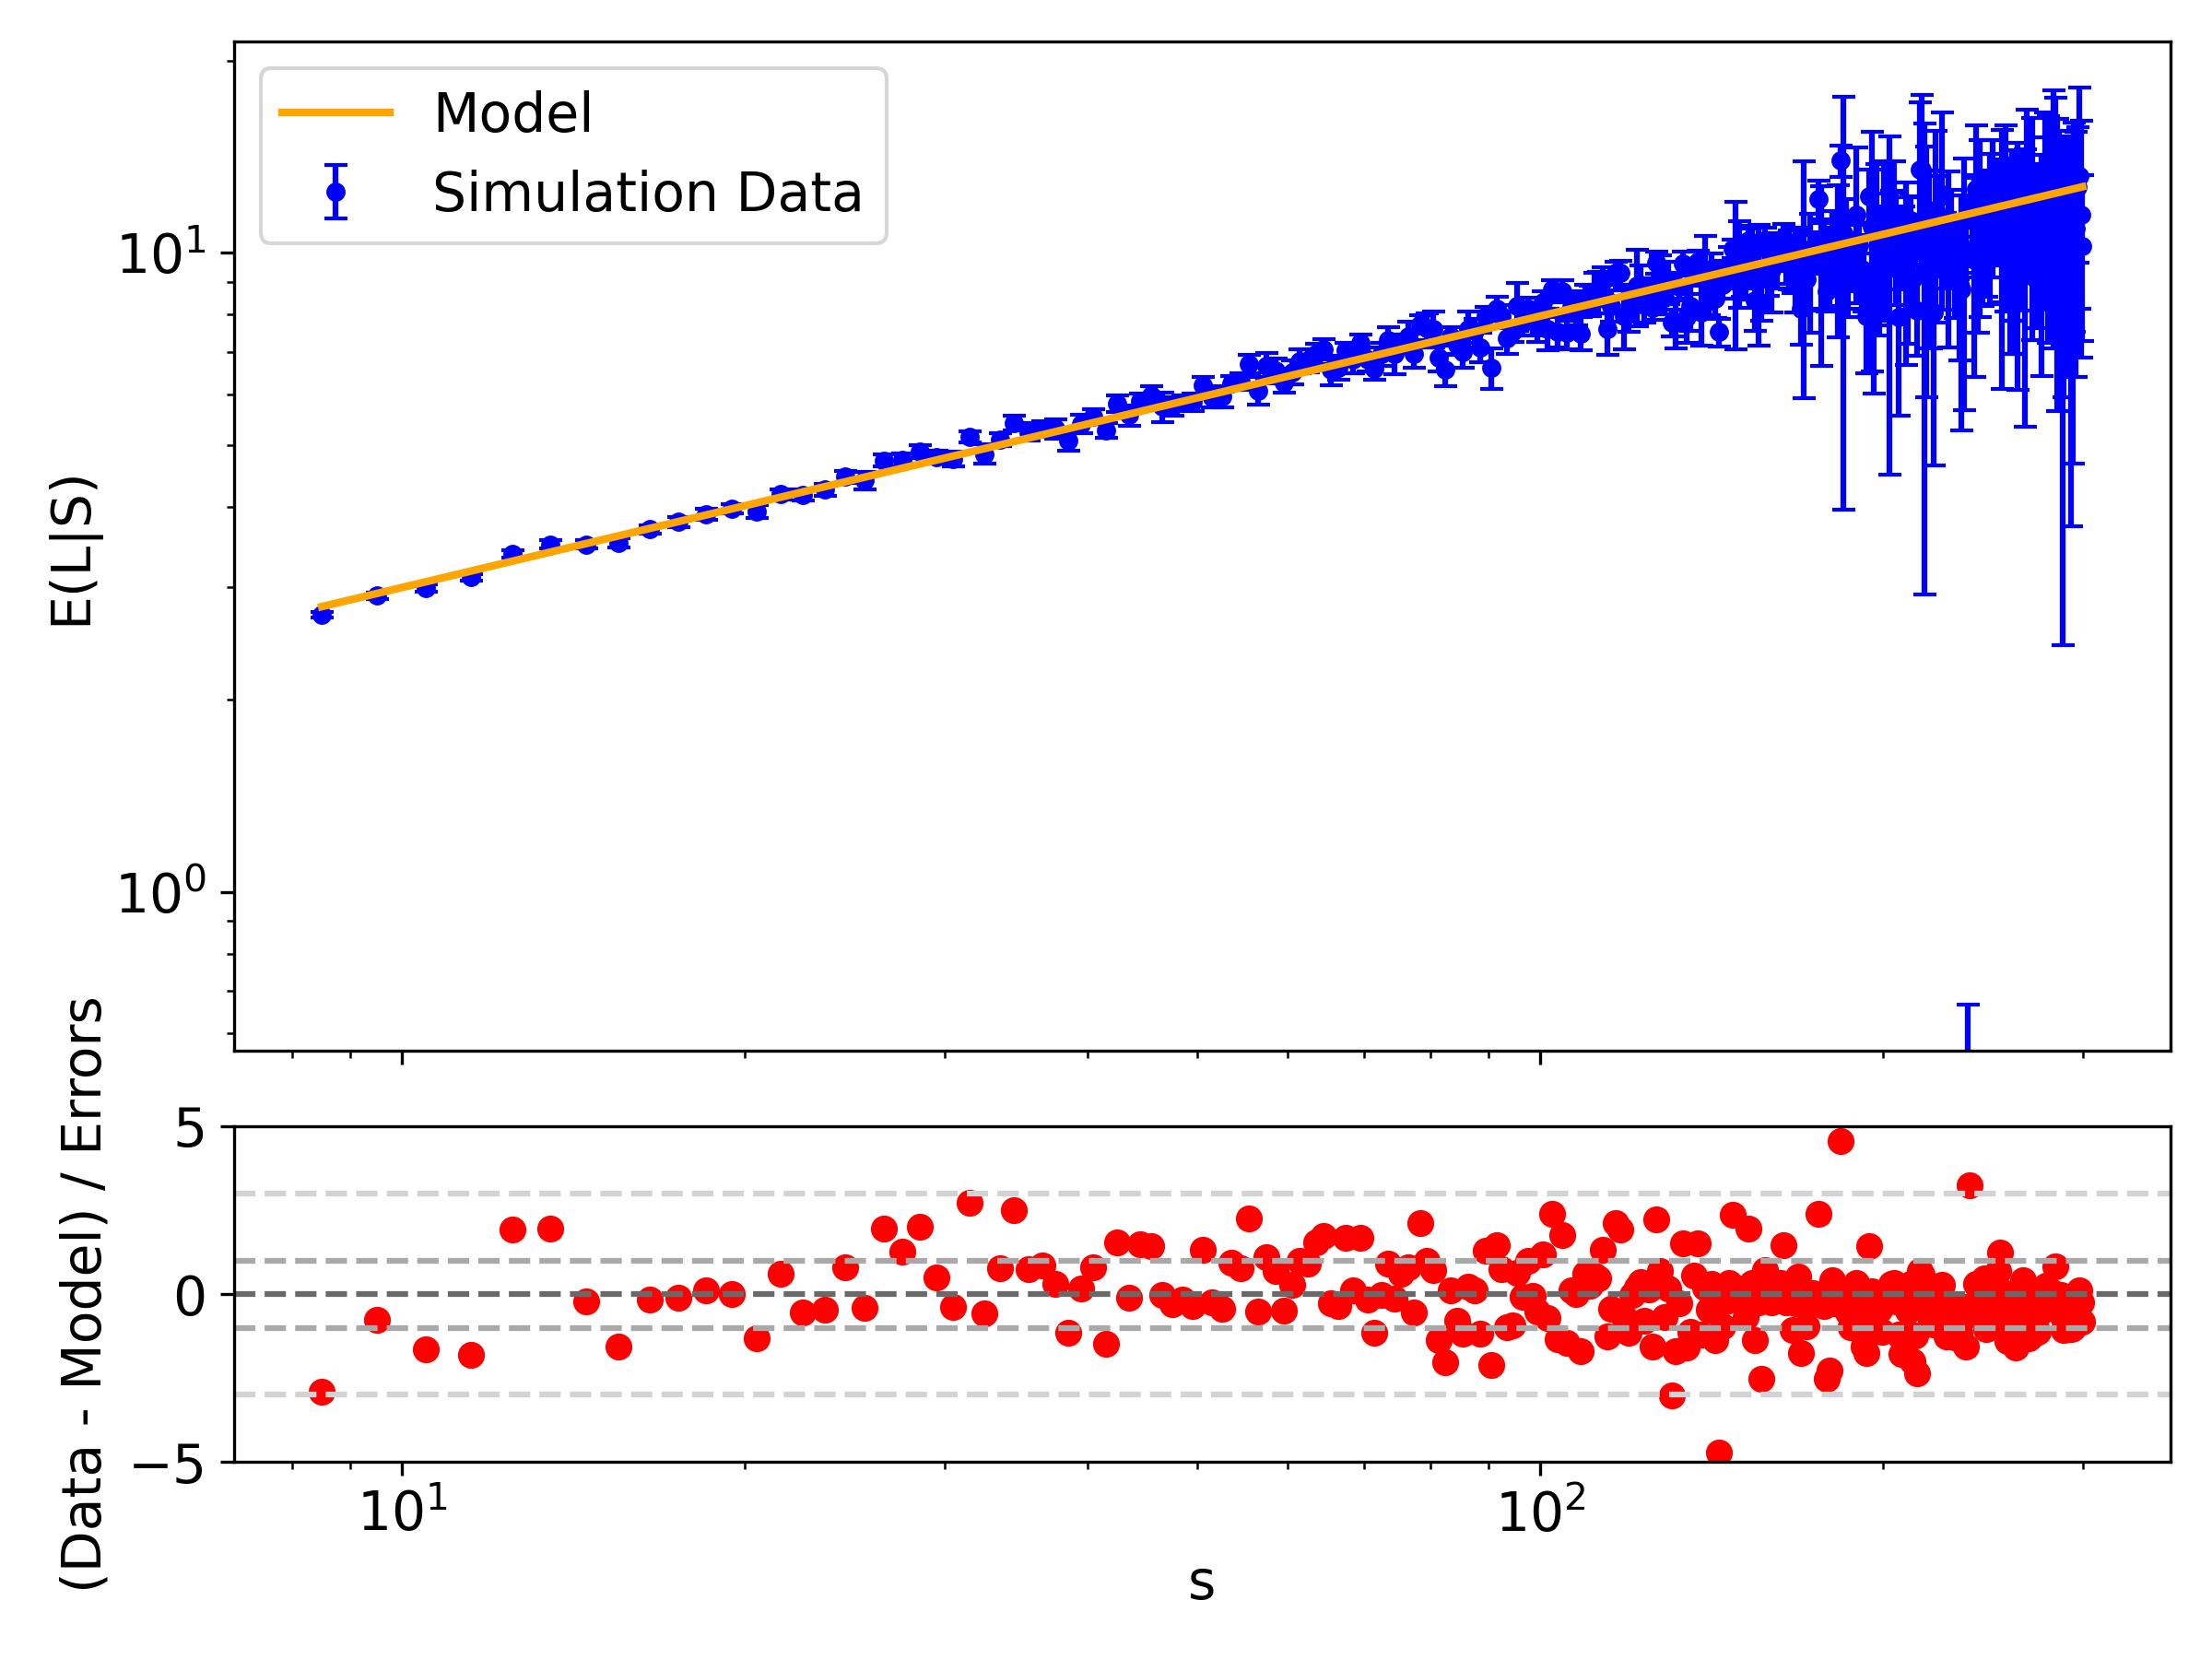 Model
Simulation Data
10¹
10⁰
E(L|S)
5
0
−5
(Data - Model) / Errors
10¹
10²
s